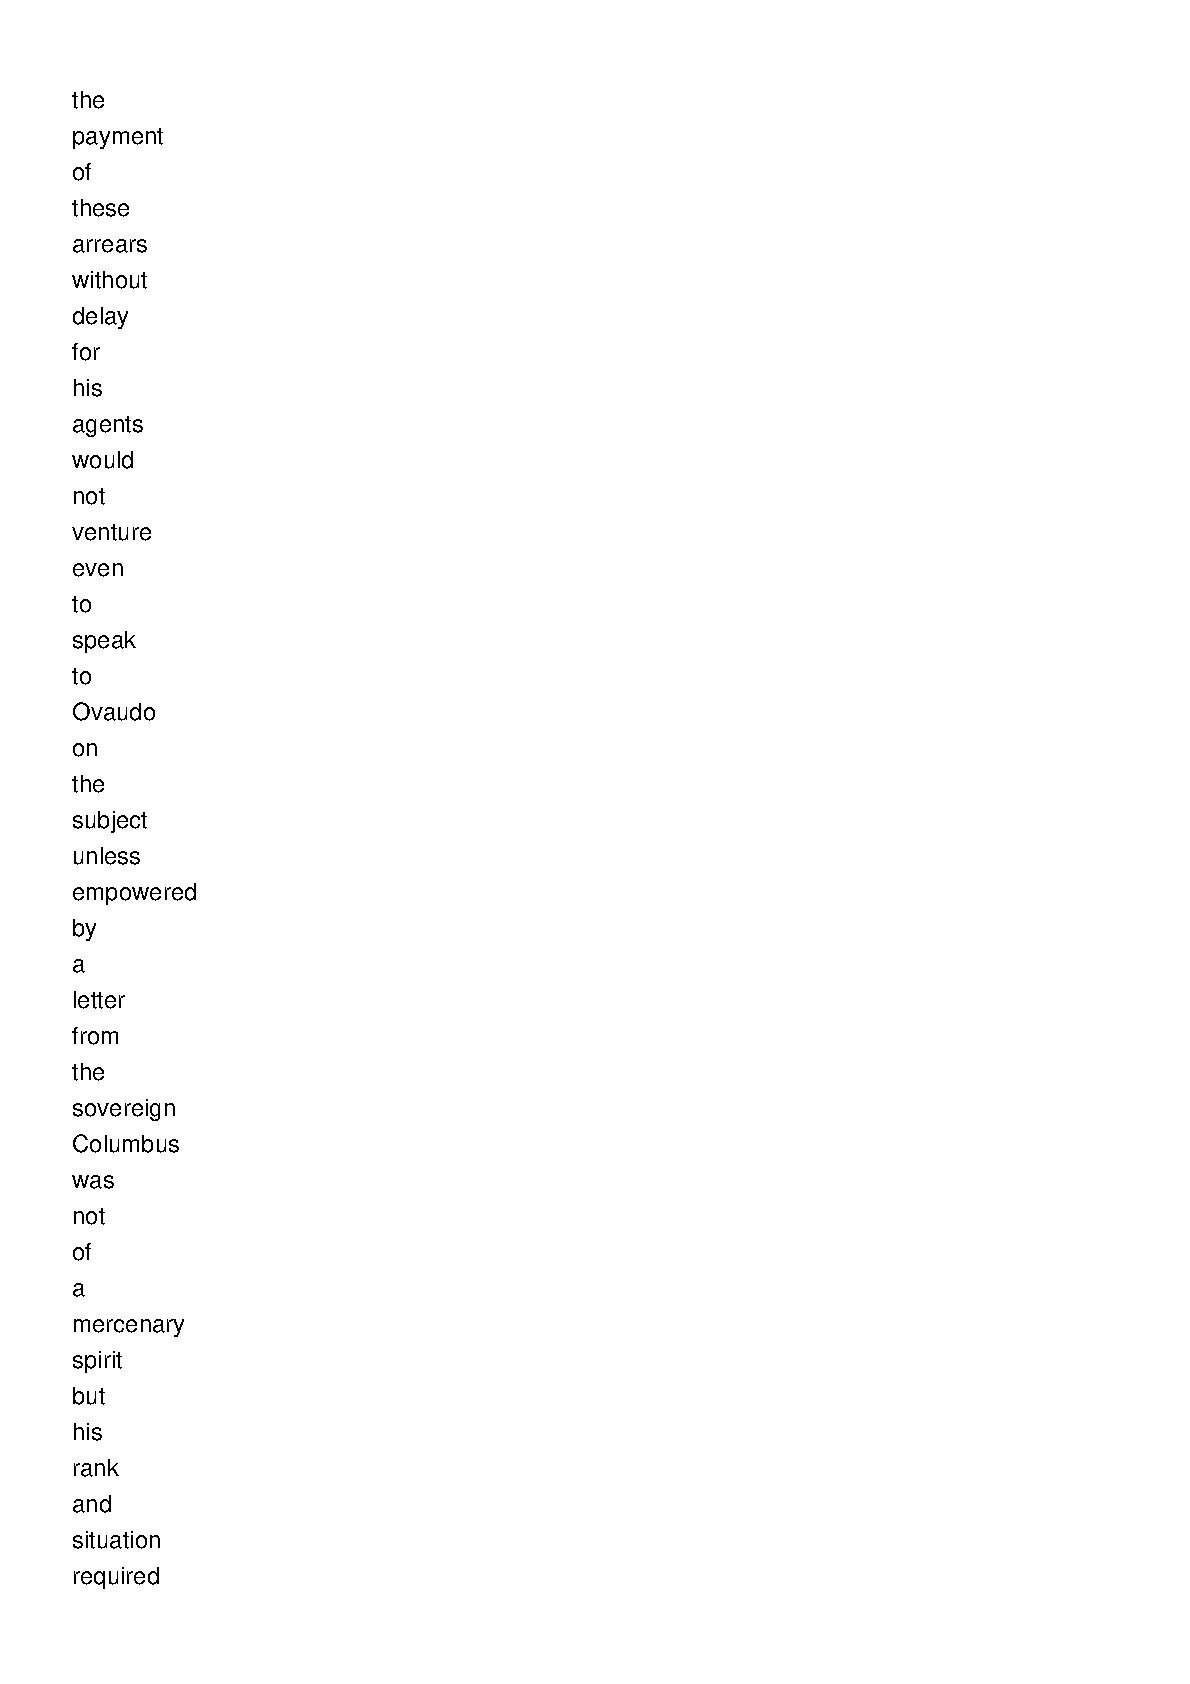 the
payment
of
these
arrears
without
delay
for
his
agents
would
not
venture
even
to
speak
to
Ovaudo
on
the
subject
unless
empowered
by
a
letter
from
the
sovereign
Columbus
was
not
of
a
mercenary
spirit
but
his
rank
and
situation
required